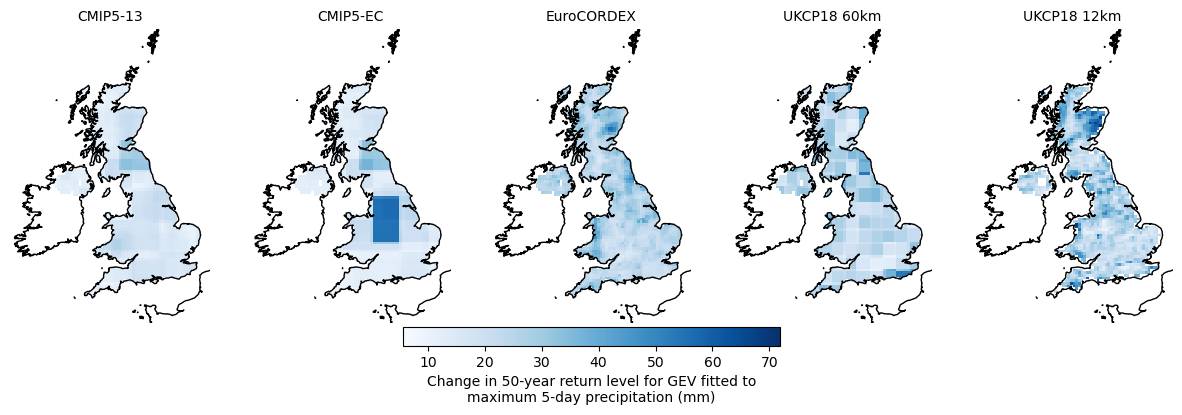 CMIP5-13 CMIP5-EC EuroCORDEX UKCP18 60km UKCP18 12km
10 20 30 40 50 60 70
Change in 50-year return level for GEV fitted to
maximum 5-day precipitation (mm)